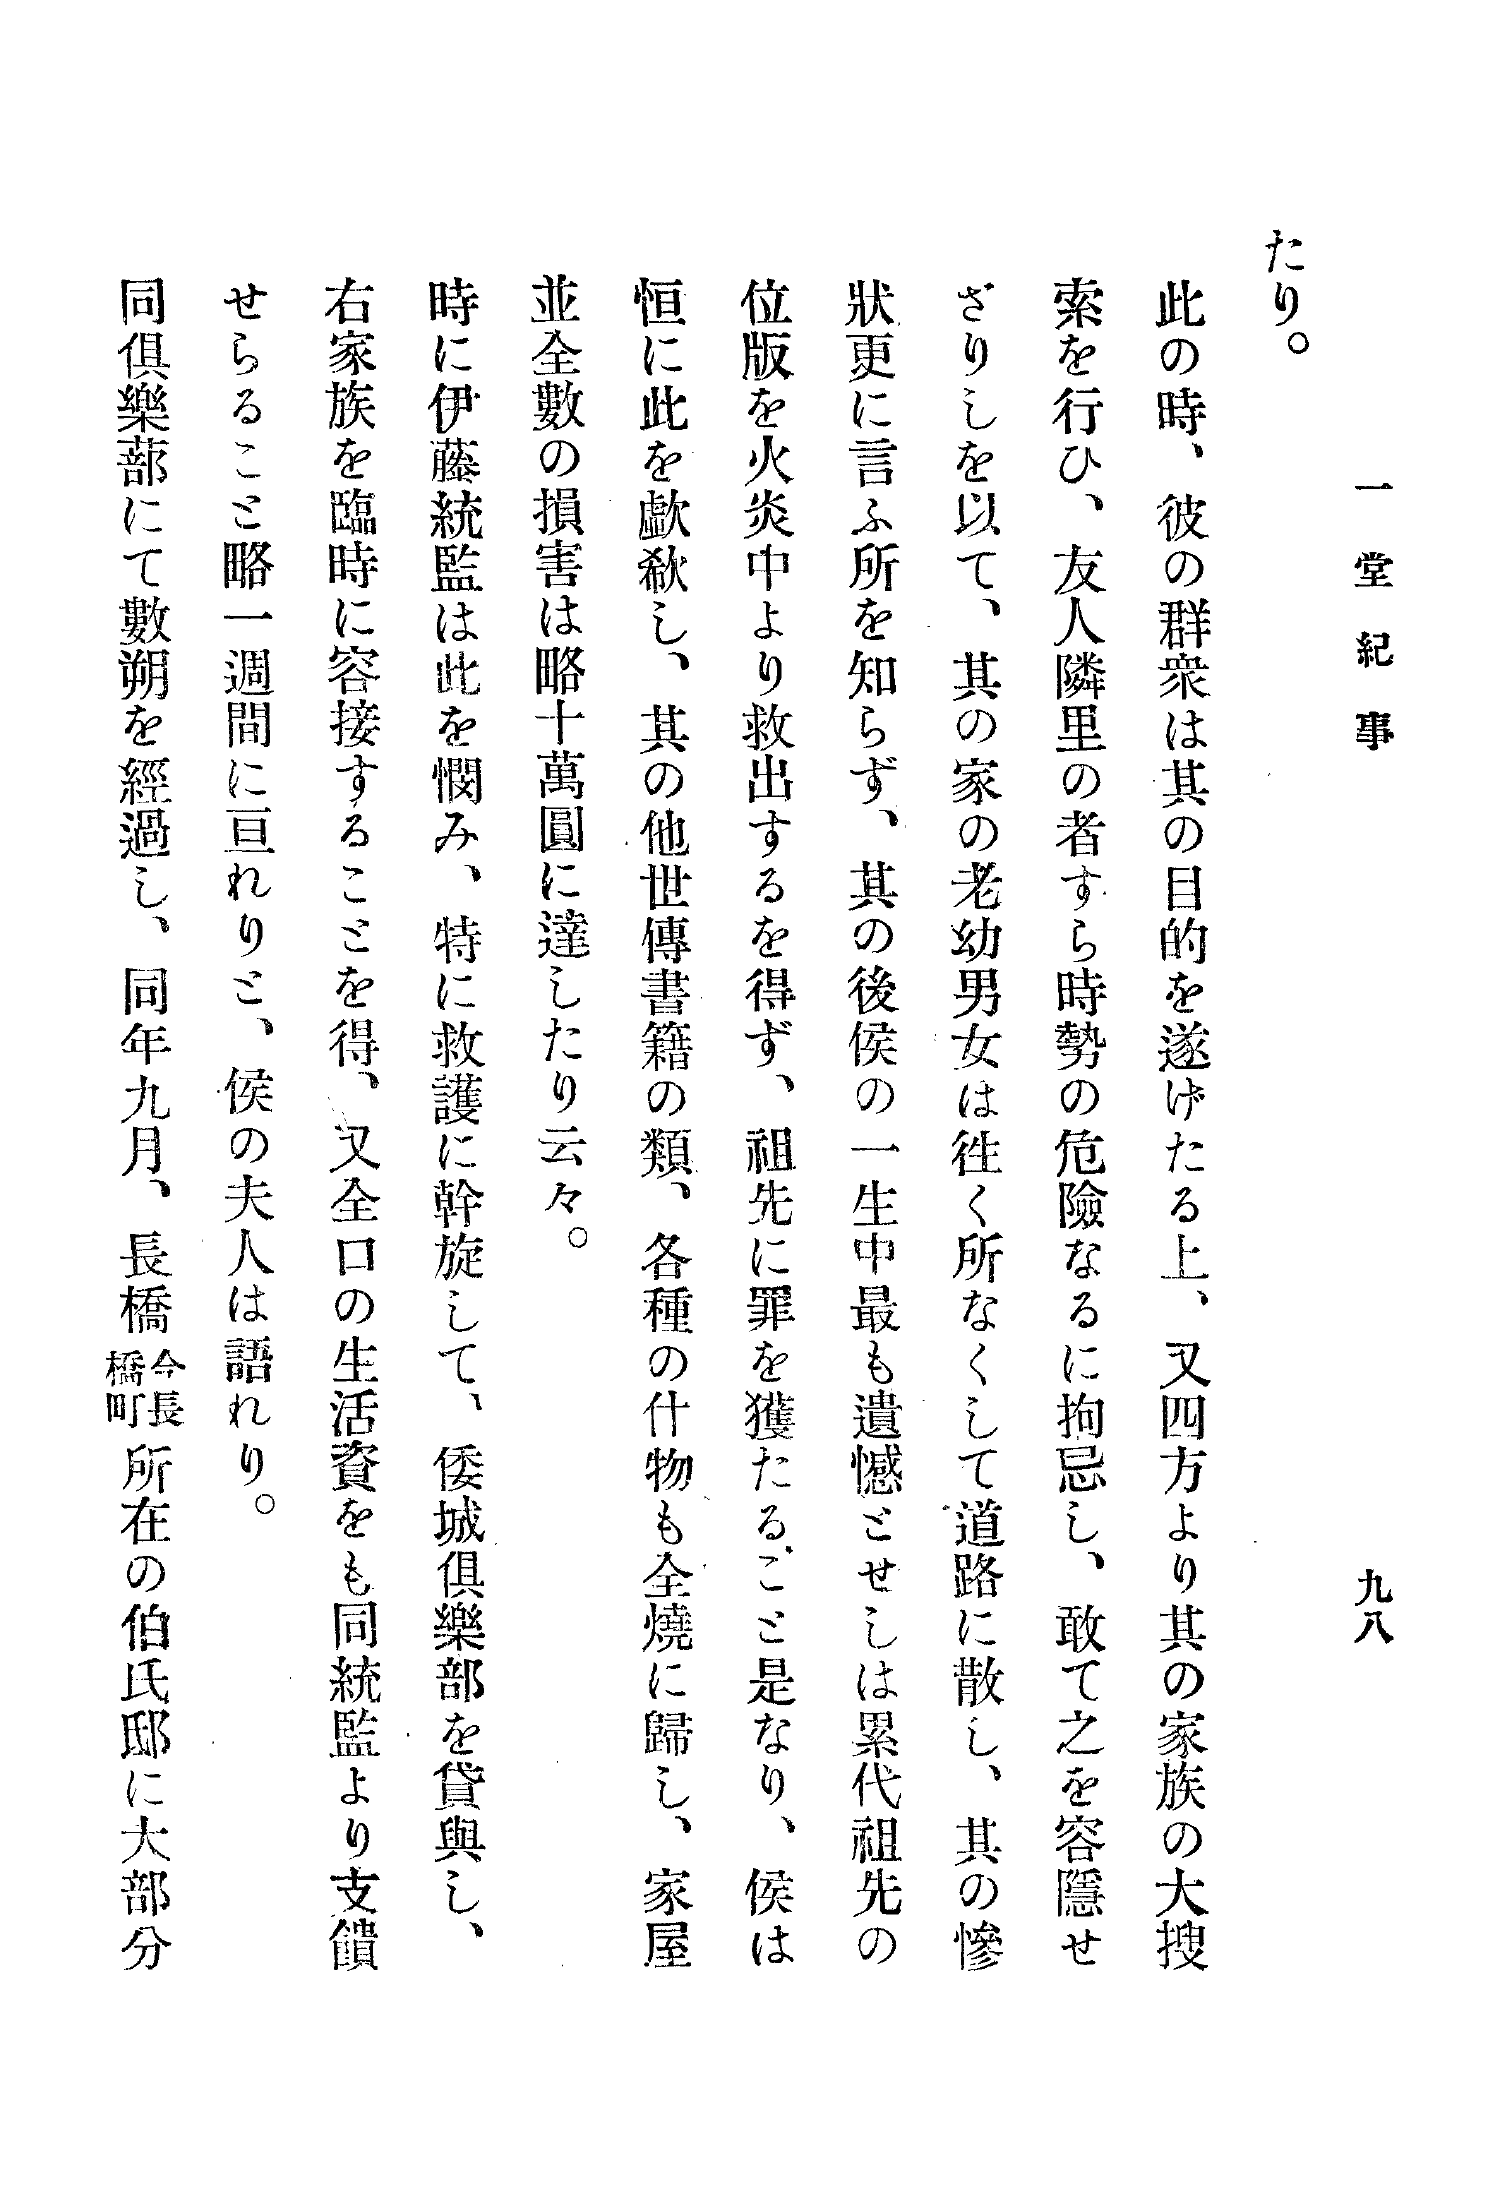 一堂紀事
九八
たり。
此の時、彼の群衆は其の目的を遂げたる上、又四方より其の家族の大搜
索を行ひ、友人隣里の者すら時勢の危險なるに拘忌し、敢て之を容隱せ
ざりしを以て、其の家の老幼男女は徃く所なくして道路に散し、其の慘
狀更に言ふ所を知らず、其の後侯の一生中最も遺憾とせしは累代祖先の
位版を火炎中より救出するを得ず、祖先に罪を獲たること是なり、侯は
恒に此を歔欷し、其の他世傳書籍の類、各種の什物も全燒に歸し、家屋
並全數の損害は略十萬圓に達したり云々。
時に伊藤統監は此を憫み、特に救護に幹旋して、倭城俱樂部を貸與し、
右家族を臨時に容接することを得、又全口の生活資をも同統監より支饋
せらること略一週間に亘れりと、侯の夫人は語れり。
同俱樂蔀にて數朔を經過し、同年九月、長橋今長橋町所在の伯氏邸に大部分